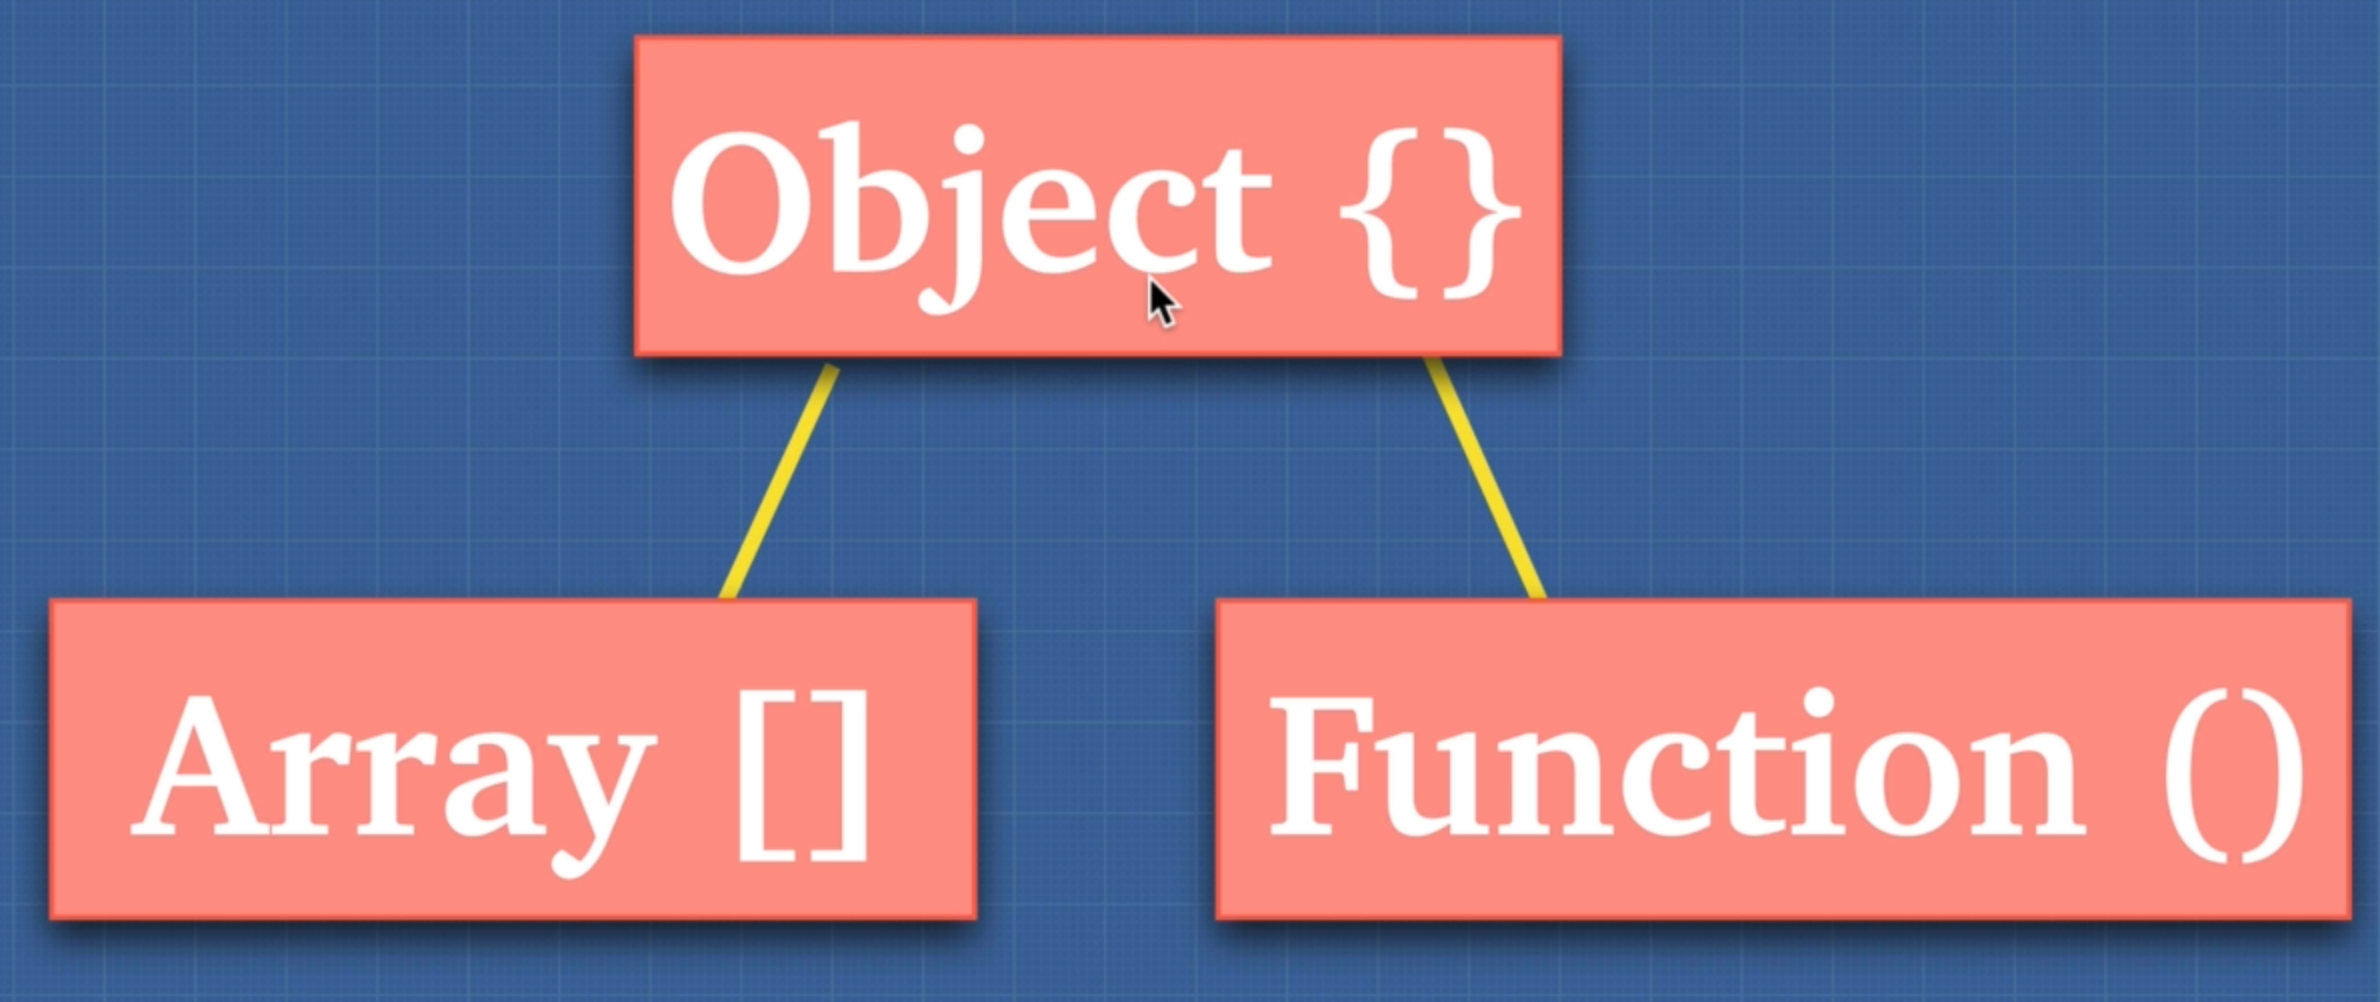 Object {}
Array []
Function ()